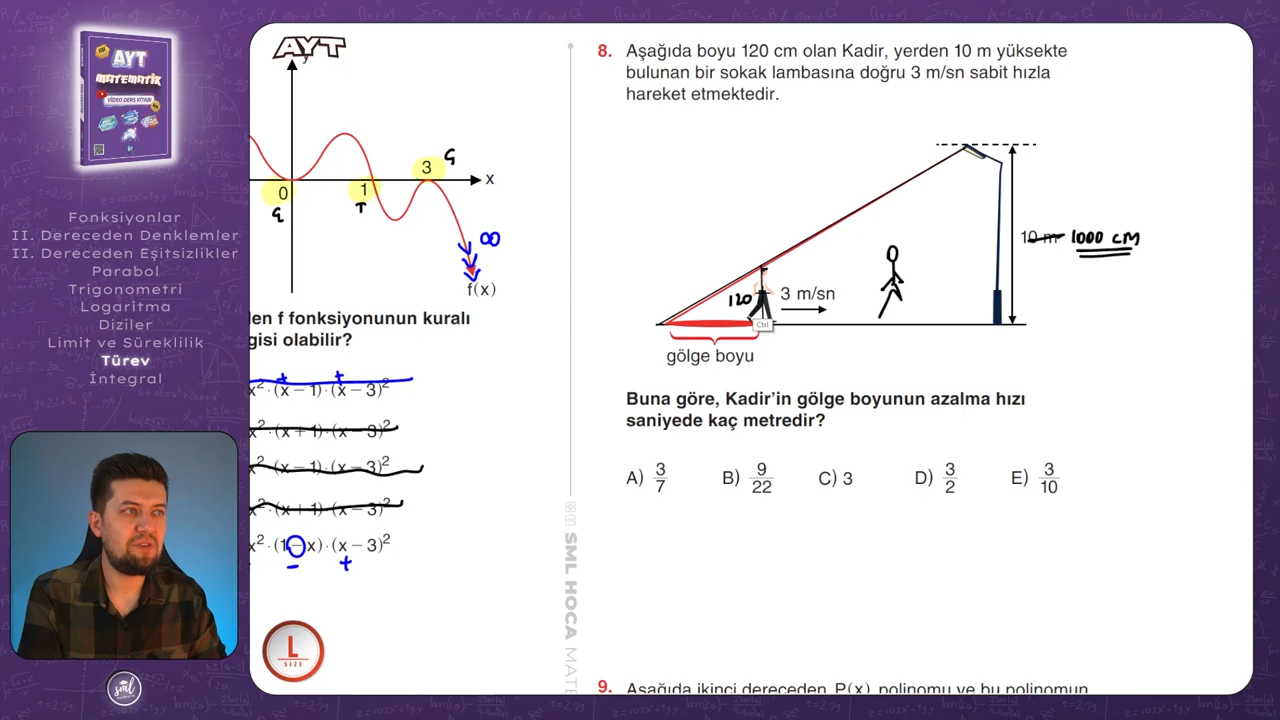 AYT
MATEMATİK
VİDEO DERS KİTABI
Fonksiyonlar
II. Dereceden Denklemler
II. Dereceden Eşitsizlikler
Parabol
Trigonometri
Logaritma
Diziler
Limit ve Süreklilik
Türev
İntegral
sml
AYT
y
3 Ç
x
0
Ç
1
T
∞
f(x)
len f fonksiyonunun kuralı
gisi olabilir?
x² · (x − 1) · (x − 3)²
x² · (x + 1) · (x − 3)²
x² · (x − 1) · (x − 3)²
x² · (x + 1) · (x − 3)²
x² · (1 − x) · (x − 3)²
L
SIZE
SML HOCA MATE
8. Aşağıda boyu 120 cm olan Kadir, yerden 10 m yüksekte
bulunan bir sokak lambasına doğru 3 m/sn sabit hızla
hareket etmektedir.
10 m 1000 CM
120 3 m/sn
Ctrl
gölge boyu
Buna göre, Kadir'in gölge boyunun azalma hızı
saniyede kaç metredir?
A) 3/7 B) 9/22 C) 3 D) 3/2 E) 3/10
9. Aşağıda ikinci dereceden P(x) polinomu ve bu polinomun